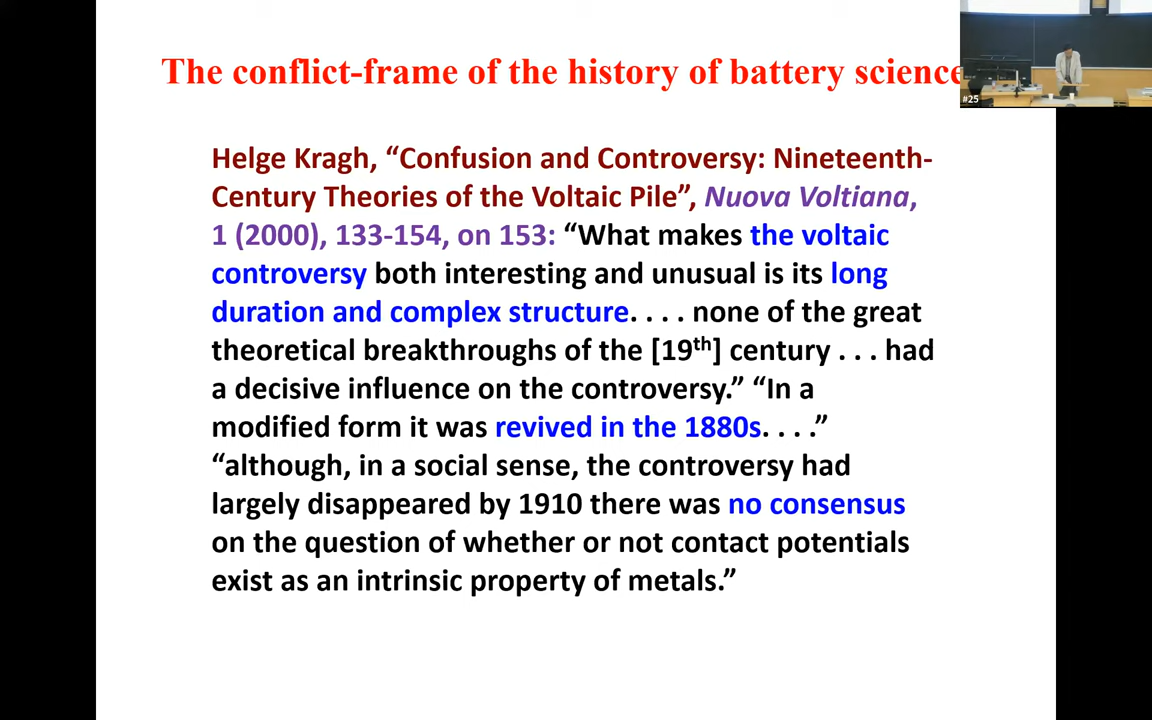 The conflict-frame of the history of battery science
#25
Helge Kragh, “Confusion and Controversy: Nineteenth-
Century Theories of the Voltaic Pile”, Nuova Voltiana,
1 (2000), 133-154, on 153: “What makes the voltaic
controversy both interesting and unusual is its long
duration and complex structure. . . . none of the great
theoretical breakthroughs of the [19th] century . . . had
a decisive influence on the controversy.” “In a
modified form it was revived in the 1880s. . . .”
“although, in a social sense, the controversy had
largely disappeared by 1910 there was no consensus
on the question of whether or not contact potentials
exist as an intrinsic property of metals.”